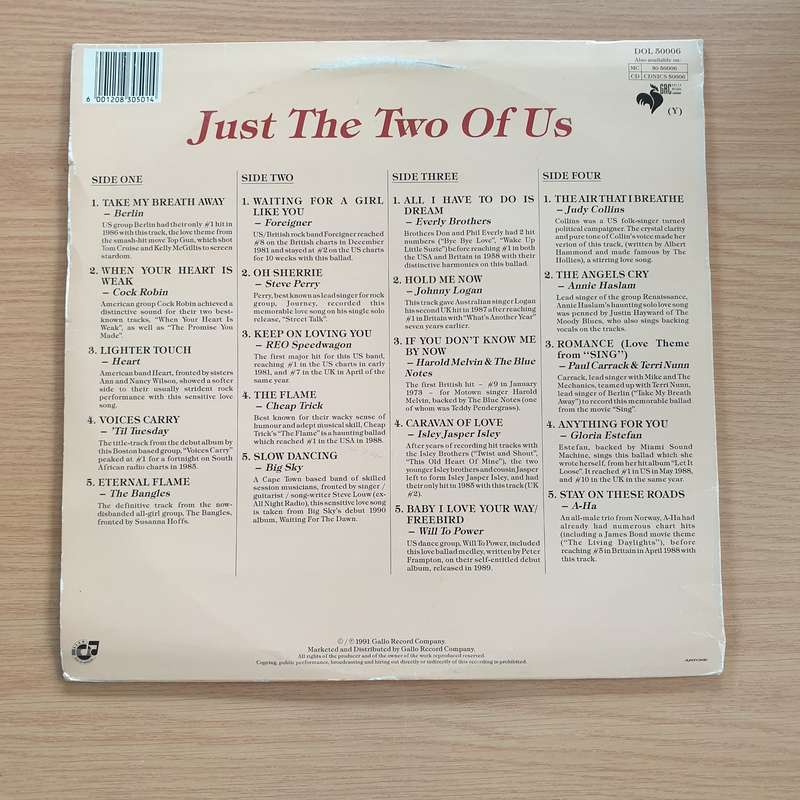 6 001208 305014
DOL 50006
Also available on:
MC 30 50006
CD CDNICS 50006
GRC
(Y)
Just The Two Of Us
SIDE ONE
1. TAKE MY BREATH AWAY
– Berlin
US group Berlin had their only #1 hit in
1986 with this track, the love theme from
the smash-hit move Top Gun, which shot
Tom Cruise and Kelly McGillis to screen
stardom.
2. WHEN YOUR HEART IS
WEAK
– Cock Robin
American group Cock Robin achieved a
distinctive sound for their two best-
known tracks, "When Your Heart Is
Weak", as well as "The Promise You
Made".
3. LIGHTER TOUCH
– Heart
American band Heart, fronted by sisters
Ann and Nancy Wilson, showed a softer
side to their usually strident rock
performance with this sensitive love
song.
4. VOICES CARRY
– 'Til Tuesday
The title-track from the debut album by
this Boston based group, "Voices Carry"
peaked at #1 for a fortnight on South
African radio charts in 1985.
5. ETERNAL FLAME
– The Bangles
The definitive track from the now-
disbanded all-girl group, The Bangles,
fronted by Susanna Hoffs.
SIDE TWO
1. WAITING FOR A GIRL
LIKE YOU
– Foreigner
US/British rock band Foreigner reached
#8 on the British charts in December
1981 and stayed at #2 on the US charts
for 10 weeks with this ballad.
2. OH SHERRIE
– Steve Perry
Perry, best known as lead singer for rock
group, Journey, recorded this
memorable love song on his single solo
release, "Street Talk".
3. KEEP ON LOVING YOU
– REO Speedwagon
The first major hit for this US band,
reaching #1 in the US charts in early
1981, and #7 in the UK in April of the
same year.
4. THE FLAME
– Cheap Trick
Best known for their wacky sense of
humour and adept musical skill, Cheap
Trick's "The Flame" is a haunting ballad
which reached #1 in the USA in 1988.
5. SLOW DANCING
– Big Sky
A Cape Town based band of skilled
session musicians, fronted by singer /
guitarist / song-writer Steve Louw (ex-
All Night Radio), this sensitive love song
is taken from Big Sky's debut 1990
album, Waiting For The Dawn.
SIDE THREE
1. ALL I HAVE TO DO IS
DREAM
– Everly Brothers
Brothers Don and Phil Everly had 2 hit
numbers ("Bye Bye Love", "Wake Up
Little Suzie") before reaching #1 in both
the USA and Britain in 1958 with their
distinctive harmonies on this ballad.
2. HOLD ME NOW
– Johnny Logan
This track gave Australian singer Logan
his second UK hit in 1987 after reaching
#1 in Britain with "What's Another Year"
seven years earlier.
3. IF YOU DON'T KNOW ME
BY NOW
– Harold Melvin & The Blue
Notes
The first British hit – #9 in January
1973 – for Motown singer Harold
Melvin, backed by The Blue Notes (one
of whom was Teddy Pendergrass).
4. CARAVAN OF LOVE
– Isley Jasper Isley
After years of recording hit tracks with
the Isley Brothers ("Twist and Shout",
"This Old Heart Of Mine"), the two
younger Isley brothers and cousin Jasper
left to form Isley Jasper Isley, and had
their only hit in 1985 with this track (UK
#2).
5. BABY I LOVE YOUR WAY/
FREEBIRD
– Will To Power
US dance group, Will To Power, included
this love ballad medley, written by Peter
Frampton, on their self-entitled debut
album, released in 1989.
SIDE FOUR
1. THE AIR THAT I BREATHE
– Judy Collins
Collins was a US folk-singer turned
political campaigner. The crystal clarity
and pure tone of Collin's voice made her
verion of this track, (written by Albert
Hammond and made famous by The
Hollies), a stirring love song.
2. THE ANGELS CRY
– Annie Haslam
Lead singer of the group Renaissance,
Annie Haslam's haunting solo love song
was penned by Justin Hayward of The
Moody Blues, who also sings backing
vocals on the tracks.
3. ROMANCE (Love Theme
from "SING")
– Paul Carrack & Terri Nunn
Carrack, lead singer with Mike and The
Mechanics, teamed up with Terri Nunn,
lead singer of Berlin ("Take My Breath
Away") to record this memorable ballad
from the movie "Sing".
4. ANYTHING FOR YOU
– Gloria Estefan
Estefan, backed by Miami Sound
Machine, sings this ballad which she
wrote herself, from her hit album "Let It
Loose". It reached #1 in US in May 1988,
and #10 in the UK in the same year.
5. STAY ON THESE ROADS
– A-Ha
An all-male trio from Norway, A-Ha had
already had numerous chart hits
(including a James Bond movie theme
("The Living Daylights"), before
reaching #5 in Britain in April 1988 with
this track.
© / ℗ 1991 Gallo Record Company.
Marketed and Distributed by Gallo Record Company.
All rights of the producer and of the owner of the work reproduced reserved.
Copying, public performance, broadcasting and hiring out directly or indirectly of this recording is prohibited.